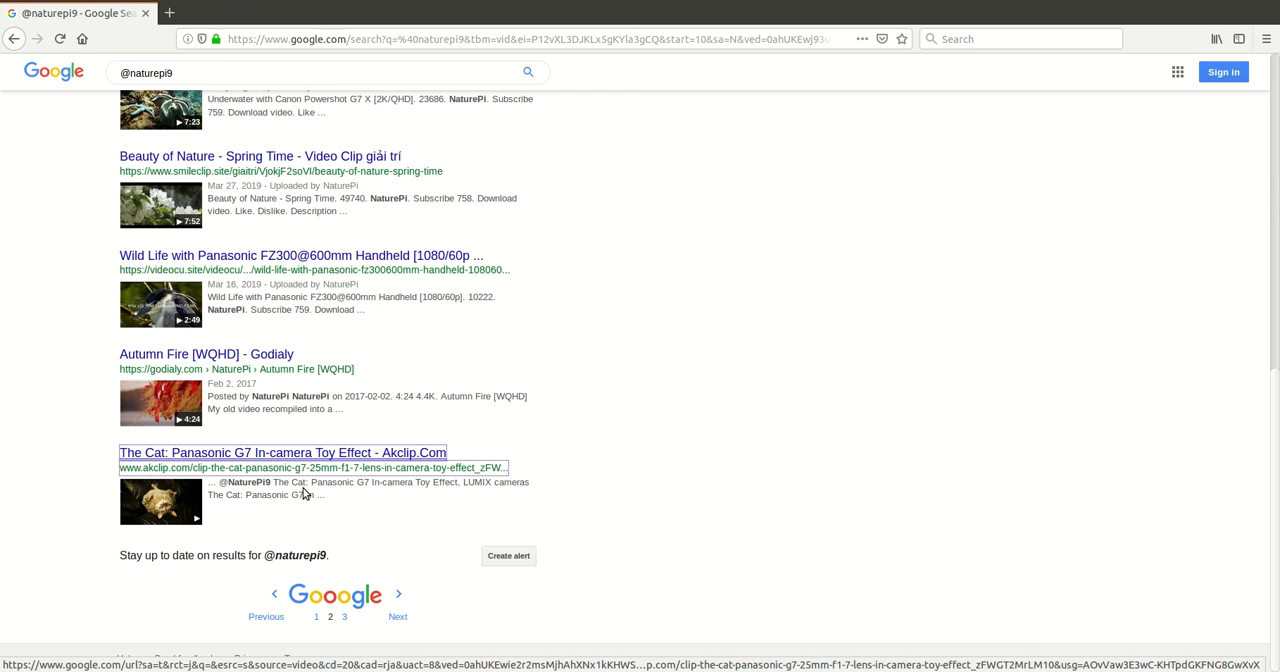 @naturepi9 - Google Sea
https://www.google.com/search?q=%40naturepi9&tbm=vid&ei=P12vXL3DJKLx5gKYla3gCQ&start=10&sa=N&ved=0ahUKEwj93
Search
Google
@naturepi9
Sign in
Underwater with Canon Powershot G7 X [2K/QHD]. 23686. NaturePi. Subscribe
759. Download video. Like ...
7:23
Beauty of Nature - Spring Time - Video Clip giải trí
https://www.smileclip.site/giaitri/VjokjF2soVI/beauty-of-nature-spring-time
Mar 27, 2019 - Uploaded by NaturePi
Beauty of Nature - Spring Time. 49740. NaturePi. Subscribe 758. Download
video. Like. Dislike. Description ...
7:52
Wild Life with Panasonic FZ300@600mm Handheld [1080/60p ...
https://videocu.site/videocu/.../wild-life-with-panasonic-fz300600mm-handheld-108060...
Mar 16, 2019 - Uploaded by NaturePi
Wild Life with Panasonic FZ300@600mm Handheld [1080/60p]. 10222.
NaturePi. Subscribe 759. Download ...
2:49
Autumn Fire [WQHD] - Godialy
https://godialy.com › NaturePi › Autumn Fire [WQHD]
Feb 2, 2017
Posted by NaturePi NaturePi on 2017-02-02. 4:24 4.4K. Autumn Fire [WQHD]
My old video recompiled into a ...
4:24
The Cat: Panasonic G7 In-camera Toy Effect - Akclip.Com
www.akclip.com/clip-the-cat-panasonic-g7-25mm-f1-7-lens-in-camera-toy-effect_zFW...
... @NaturePi9 The Cat: Panasonic G7 In-camera Toy Effect, LUMIX cameras
The Cat: Panasonic G7 ...
Stay up to date on results for @naturepi9.
Create alert
Gooogle
Previous 1 2 3 Next
https://www.google.com/url?sa=t&rct=j&q=&esrc=s&source=video&cd=20&cad=rja&uact=8&ved=0ahUKEwie2r2msMjhAhXNx1kKHWS...p.com/clip-the-cat-panasonic-g7-25mm-f1-7-lens-in-camera-toy-effect_zFWGT2MrLM10&usg=AOvVaw3E3wC-KHTpdGKFNG8GwXvX